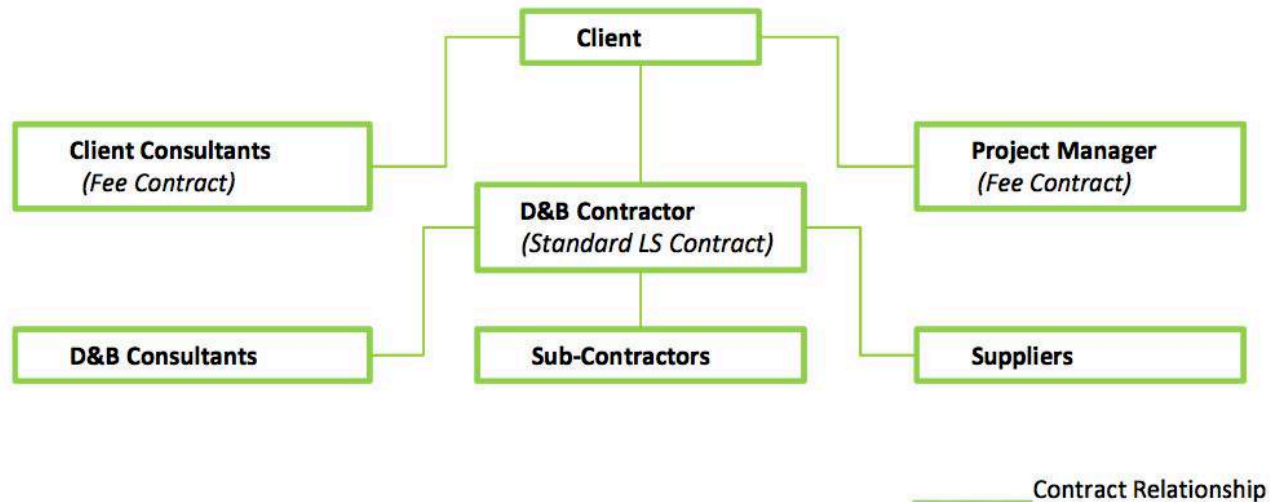 Client
Client Consultants
(Fee Contract)
Project Manager
(Fee Contract)
D&B Contractor
(Standard LS Contract)
D&B Consultants
Sub-Contractors
Suppliers
Contract Relationship